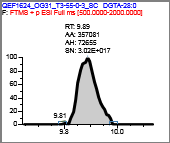 QEF1624_OG31_T3-55-0-3_SC DGTA-28:0
F: FTMS + p ESI Full ms [500.0000-2000.0000]
RT: 9.89
AA: 357081
AH: 72655
SN: 3.02E+017
100
80
60
40
20
0
9.81
9.8 10.0